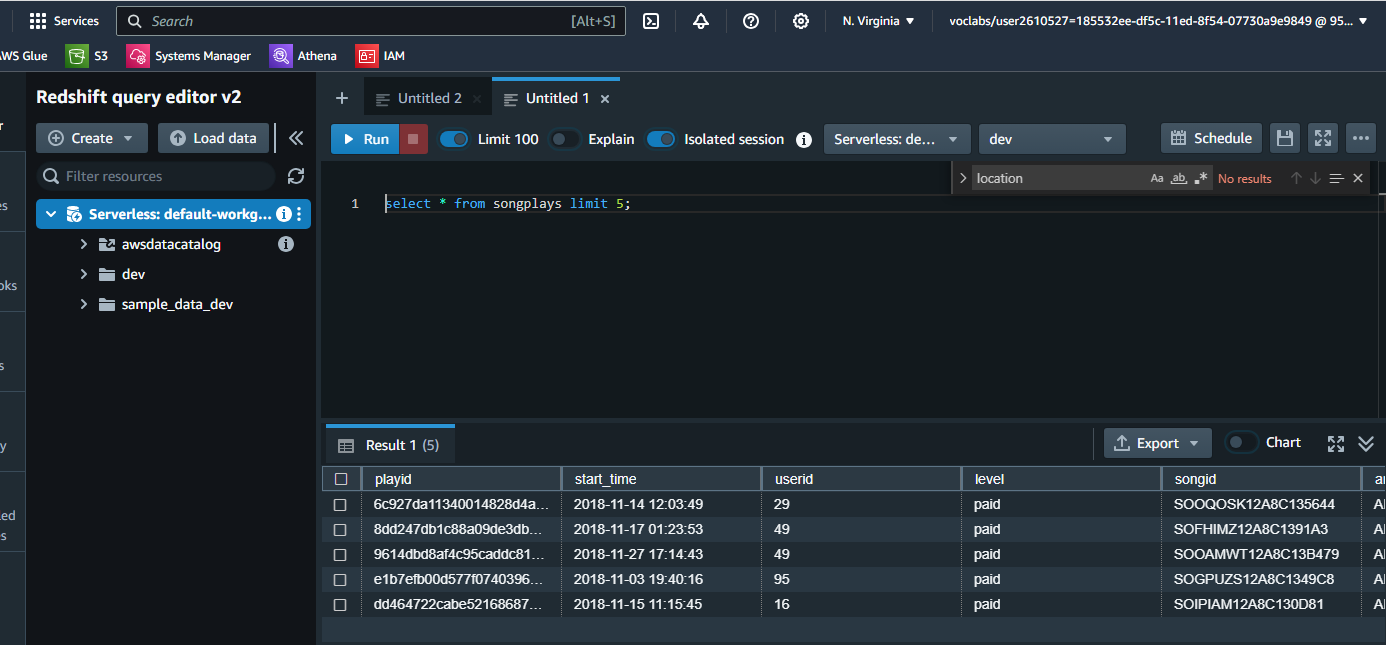 Services
Search [Alt+S]
N. Virginia
voclabs/user2610527=185532ee-df5c-11ed-8f54-07730a9e9849 @ 95...
WS Glue
S3
Systems Manager
Athena
IAM
Redshift query editor v2
Create
Load data
Filter resources
Serverless: default-workg...
awsdatacatalog
dev
sample_data_dev
r
es
oks
s
y
ed
es
Untitled 2
Untitled 1
Run
Limit 100
Explain
Isolated session
Serverless: de...
dev
Schedule
location
Aa ab
No results
1 select * from songplays limit 5;
Result 1 (5)
Export
Chart
playid start_time userid level songid a
6c927da11340014828d4a... 2018-11-14 12:03:49 29 paid SOOQOSK12A8C135644 A
8dd247db1c88a09de3db... 2018-11-17 01:23:53 49 paid SOFHIMZ12A8C1391A3 A
9614dbd8af4c95caddc81... 2018-11-27 17:14:43 49 paid SOOAMWT12A8C13B479 A
e1b7efb00d577f0740396... 2018-11-03 19:40:16 95 paid SOGPUZS12A8C1349C8 A
dd464722cabe52168687... 2018-11-15 11:15:45 16 paid SOIPIAM12A8C130D81 A